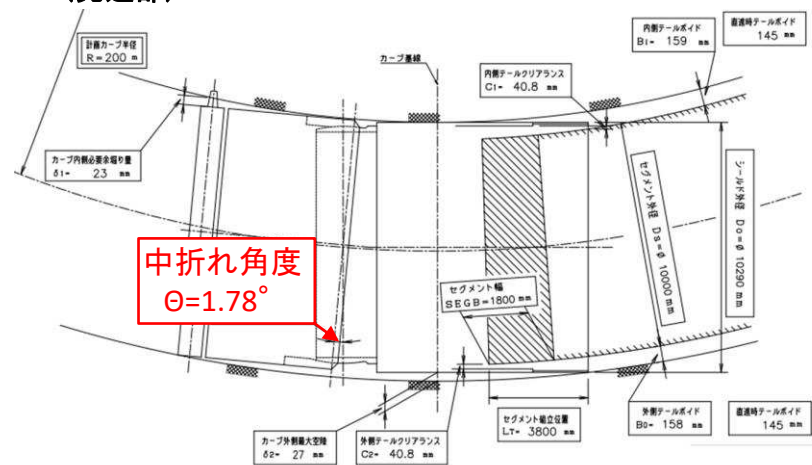 計画カーブ半径
R=200 m
カーブ基線
内側テールボイド
B1= 159 mm
直進時テールボイド
145 mm
内側テールクリアランス
C1= 40.8 mm
カーブ内側必要余堀り量
δ1= 23 mm
中折れ角度
Θ=1.78°
セグメント幅
SEGB=1800 mm
セグメント外径 Ds=φ 10000 mm
シールド外径 Do=φ 10290 mm
カーブ外側最大空隙
δ2= 27 mm
外側テールクリアランス
C2= 40.8 mm
セグメント組立位置
LT= 3800 mm
外側テールボイド
Bo= 158 mm
直進時テールボイド
145 mm